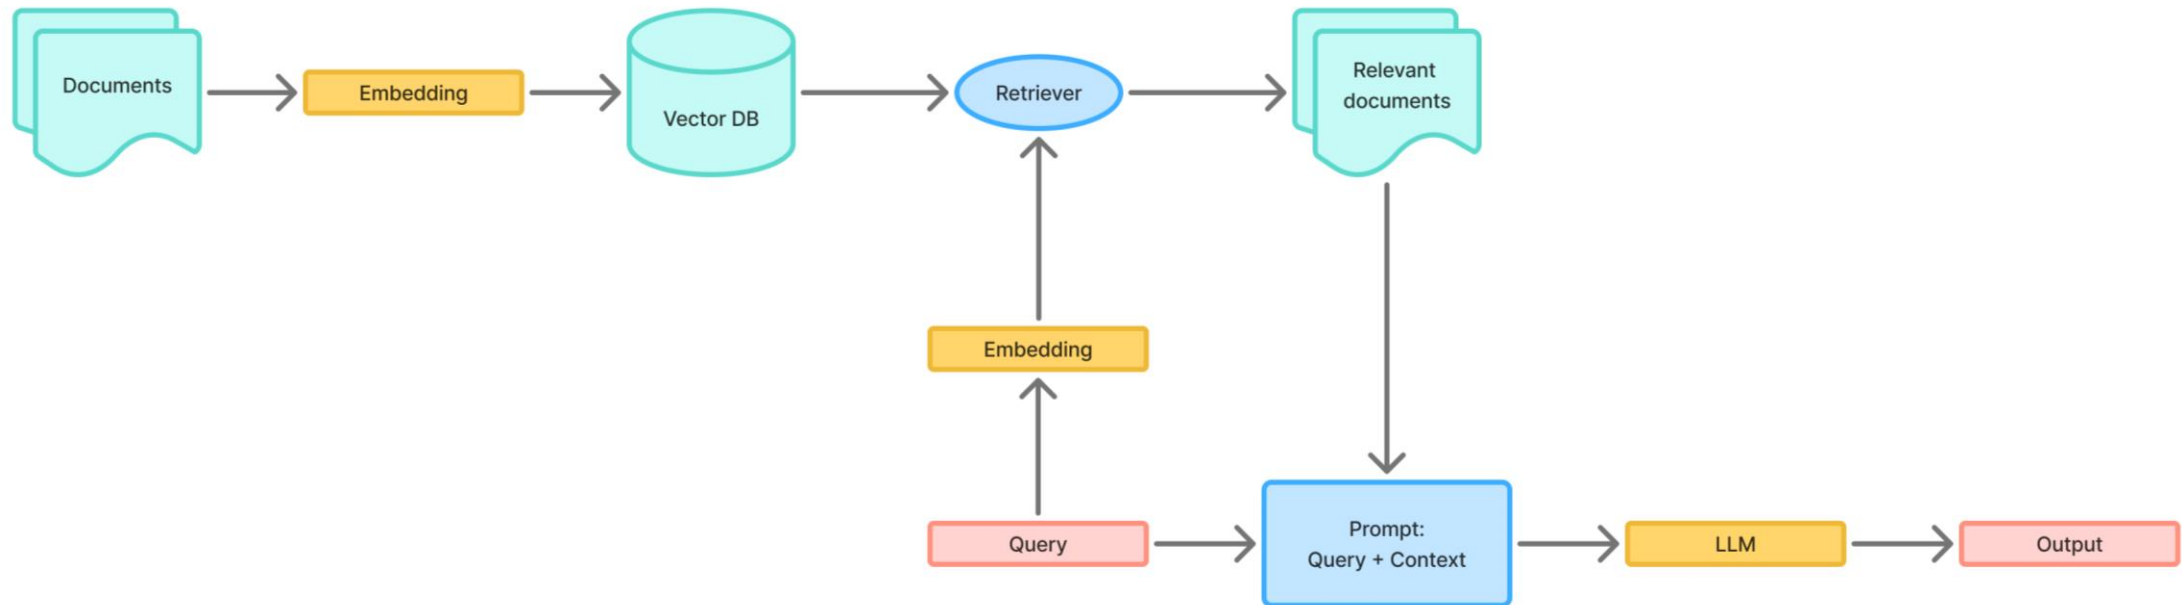 Documents
Embedding
Vector DB
Retriever
Relevant
documents
Embedding
Query
Prompt:
Query + Context
LLM
Output